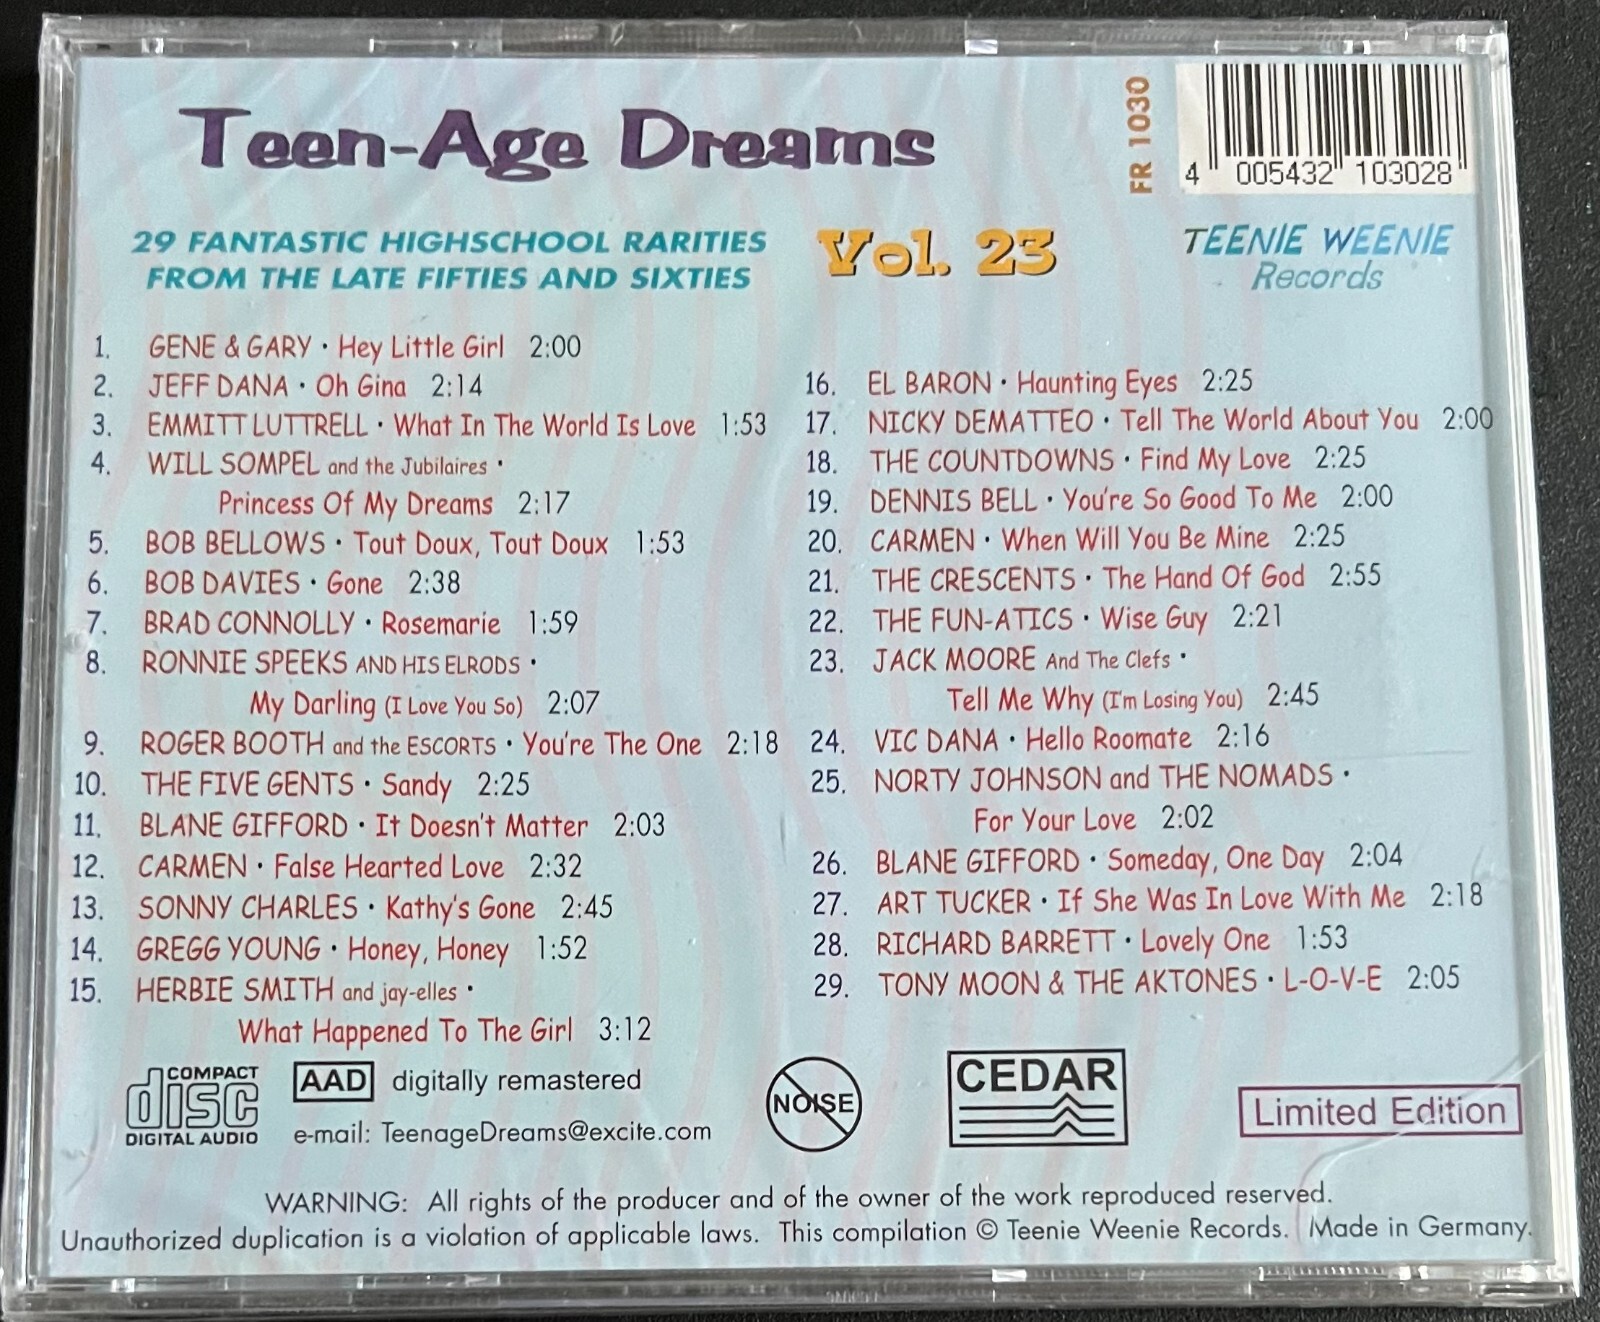 Teen-Age Dreams
FR 1030
4 005432 103028
29 FANTASTIC HIGHSCHOOL RARITIES
FROM THE LATE FIFTIES AND SIXTIES
Vol. 23
TEENIE WEENIE
Records
1. GENE & GARY · Hey Little Girl 2:00
2. JEFF DANA · Oh Gina 2:14
3. EMMITT LUTTRELL · What In The World Is Love 1:53
4. WILL SOMPEL and the Jubilaires ·
Princess Of My Dreams 2:17
5. BOB BELLOWS · Tout Doux, Tout Doux 1:53
6. BOB DAVIES · Gone 2:38
7. BRAD CONNOLLY · Rosemarie 1:59
8. RONNIE SPEEKS AND HIS ELRODS ·
My Darling (I Love You So) 2:07
9. ROGER BOOTH and the ESCORTS · You're The One 2:18
10. THE FIVE GENTS · Sandy 2:25
11. BLANE GIFFORD · It Doesn't Matter 2:03
12. CARMEN · False Hearted Love 2:32
13. SONNY CHARLES · Kathy's Gone 2:45
14. GREGG YOUNG · Honey, Honey 1:52
15. HERBIE SMITH and jay-elles ·
What Happened To The Girl 3:12
16. EL BARON · Haunting Eyes 2:25
17. NICKY DEMATTEO · Tell The World About You 2:00
18. THE COUNTDOWNS · Find My Love 2:25
19. DENNIS BELL · You're So Good To Me 2:00
20. CARMEN · When Will You Be Mine 2:25
21. THE CRESCENTS · The Hand Of God 2:55
22. THE FUN-ATICS · Wise Guy 2:21
23. JACK MOORE And The Clefs ·
Tell Me Why (I'm Losing You) 2:45
24. VIC DANA · Hello Roomate 2:16
25. NORTY JOHNSON and THE NOMADS ·
For Your Love 2:02
26. BLANE GIFFORD · Someday, One Day 2:04
27. ART TUCKER · If She Was In Love With Me 2:18
28. RICHARD BARRETT · Lovely One 1:53
29. TONY MOON & THE AKTONES · L-O-V-E 2:05
COMPACT
disc
DIGITAL AUDIO
AAD digitally remastered
e-mail: TeenageDreams@excite.com
NOISE
CEDAR
Limited Edition
WARNING: All rights of the producer and of the owner of the work reproduced reserved.
Unauthorized duplication is a violation of applicable laws. This compilation © Teenie Weenie Records. Made in Germany.